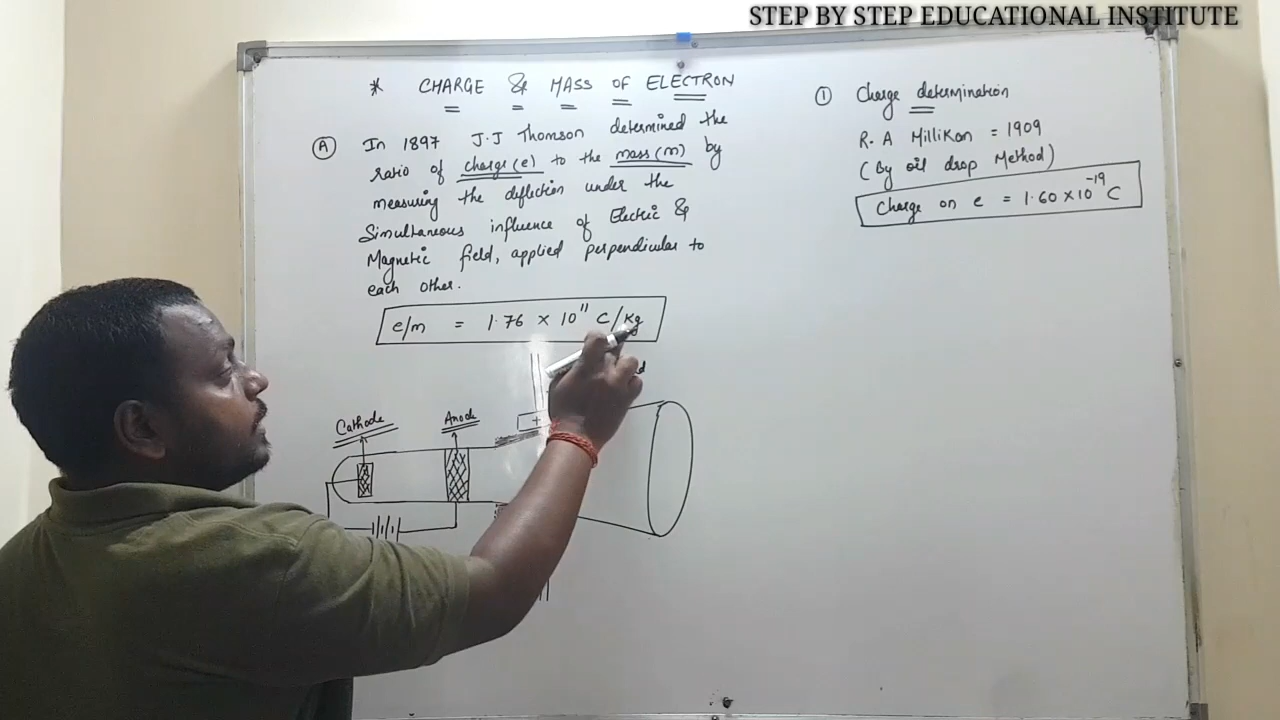 STEP BY STEP EDUCATIONAL INSTITUTE
* CHARGE & MASS OF ELECTRON
(A) In 1897 J.J Thomson determined the
ratio of charge(e) to the mass(m) by
measuring the deflection under the
Simultaneous influence of Electric &
Magnetic field, applied perpendicular to
each other.
e/m = 1.76 × 10¹¹ C/Kg
Cathode
Anode
+
① Charge determination
R. A Millikan = 1909
(By oil drop Method)
Charge on e = 1.60 × 10⁻¹⁹ C